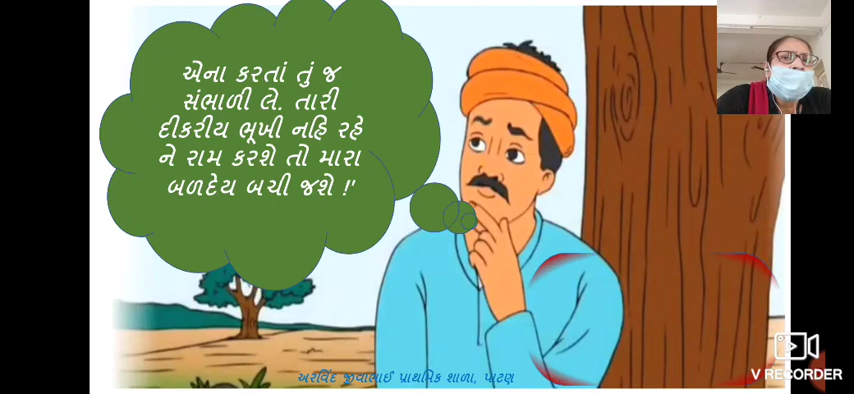 એના કરતાં તું જ
સંભાળી લે. તારી
દીકરીય ભૂખી નહિ રહે
ને રામ કરશે તો મારા
બળદેય બચી જશે !'
અરવિંદ જીવાભાઈ પ્રાથમિક શાળા, પાટણ
V RECORDER